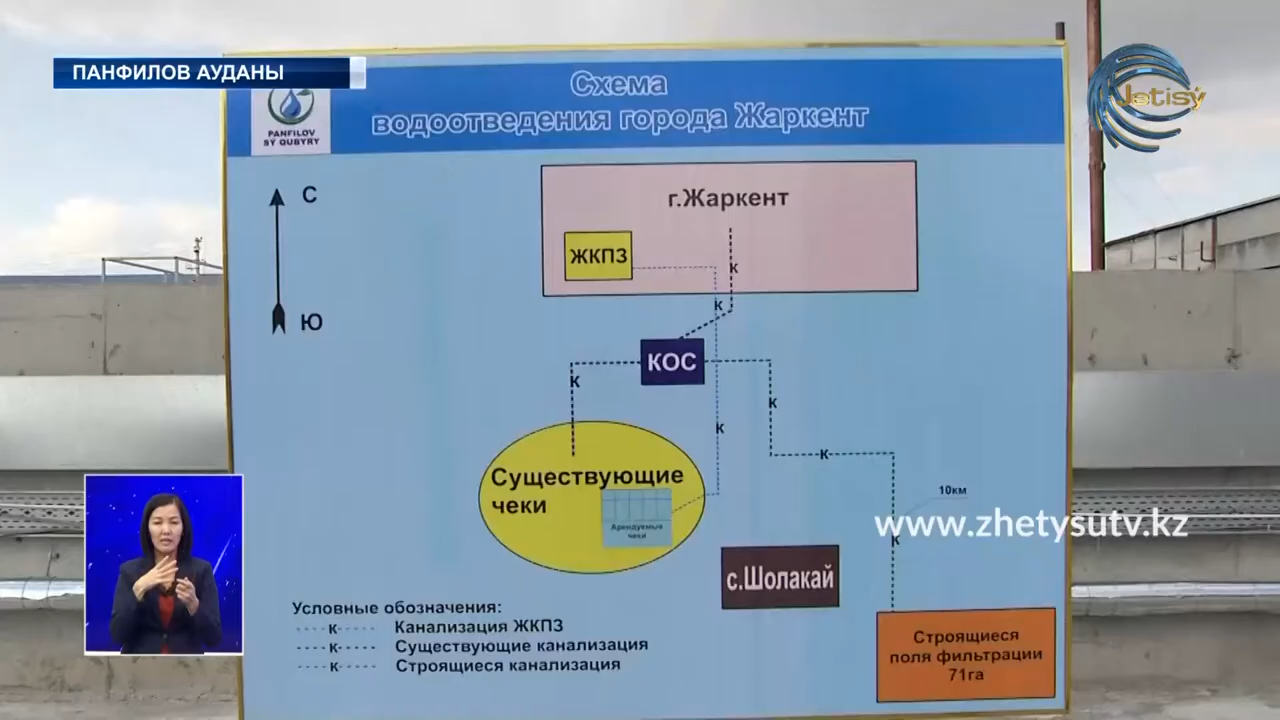 ПАНФИЛОВ АУДАНЫ
Jetisý
Схема
водоотведения города Жаркент
PANFILOV
SÝ QUBYRY
С
Ю
г.Жаркент
ЖКПЗ
к
к
КОС
к
к
к
к
Существующие
чеки
Арендуемые
чеки
10км
www.zhetysutv.kz
к
с.Шолакай
Строящиеся
поля фильтрации
71га
Условные обозначения:
к Канализация ЖКПЗ
к Существующие канализация
к Строящиеся канализация